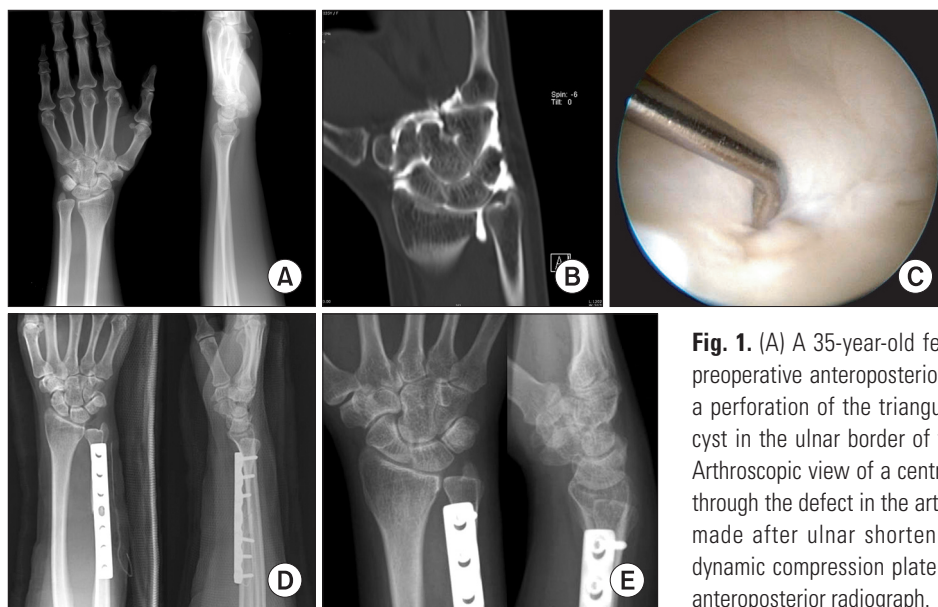 Spin: -6
Tilt: 0
A
B
C
D
E
Fig. 1. (A) A 35-year-old fe
preoperative anteroposterio
a perforation of the triangu
cyst in the ulnar border of
Arthroscopic view of a centr
through the defect in the art
made after ulnar shorten
dynamic compression plate
anteroposterior radiograph.